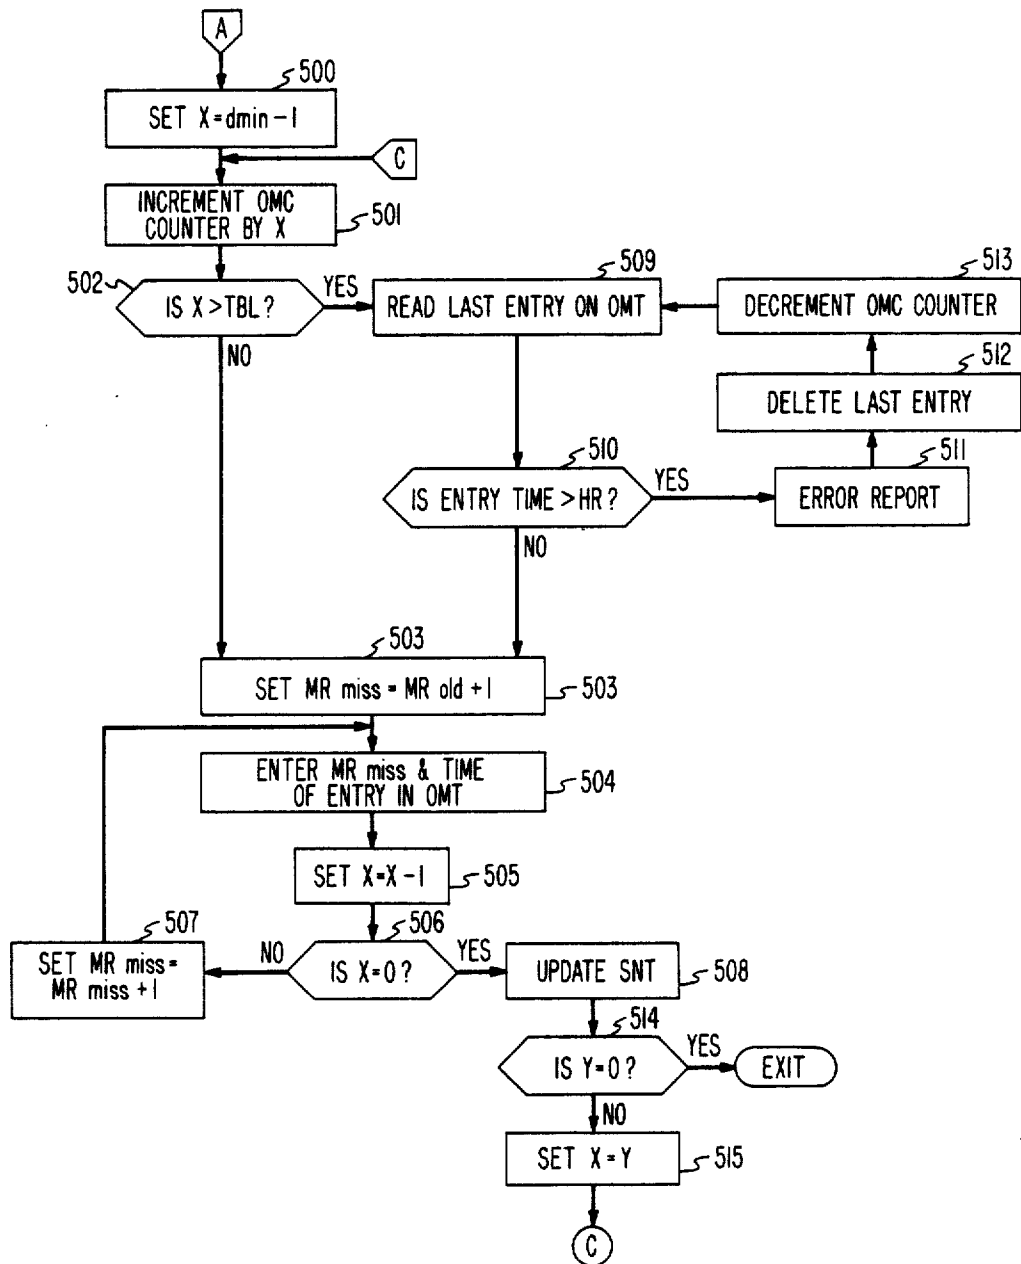 A
500
SET X=dmin-1
C
INCREMENT OMC
COUNTER BY X
501
502
IS X>TBL?
YES
NO
509
READ LAST ENTRY ON OMT
513
DECREMENT OMC COUNTER
512
DELETE LAST ENTRY
510
IS ENTRY TIME>HR?
YES
NO
511
ERROR REPORT
503
SET MR miss=MR old+1
503
ENTER MR miss & TIME
OF ENTRY IN OMT
504
SET X=X-1
505
506
IS X=0?
NO
YES
507
SET MR miss=
MR miss+1
UPDATE SNT
508
514
IS Y=0?
YES
EXIT
NO
SET X=Y
515
C